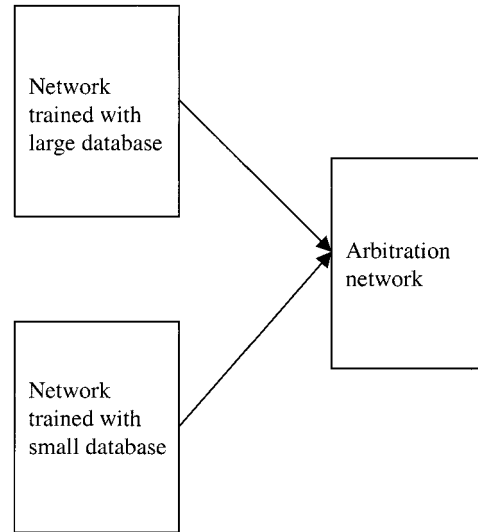 Network
trained with
large database
Arbitration
network
Network
trained with
small database